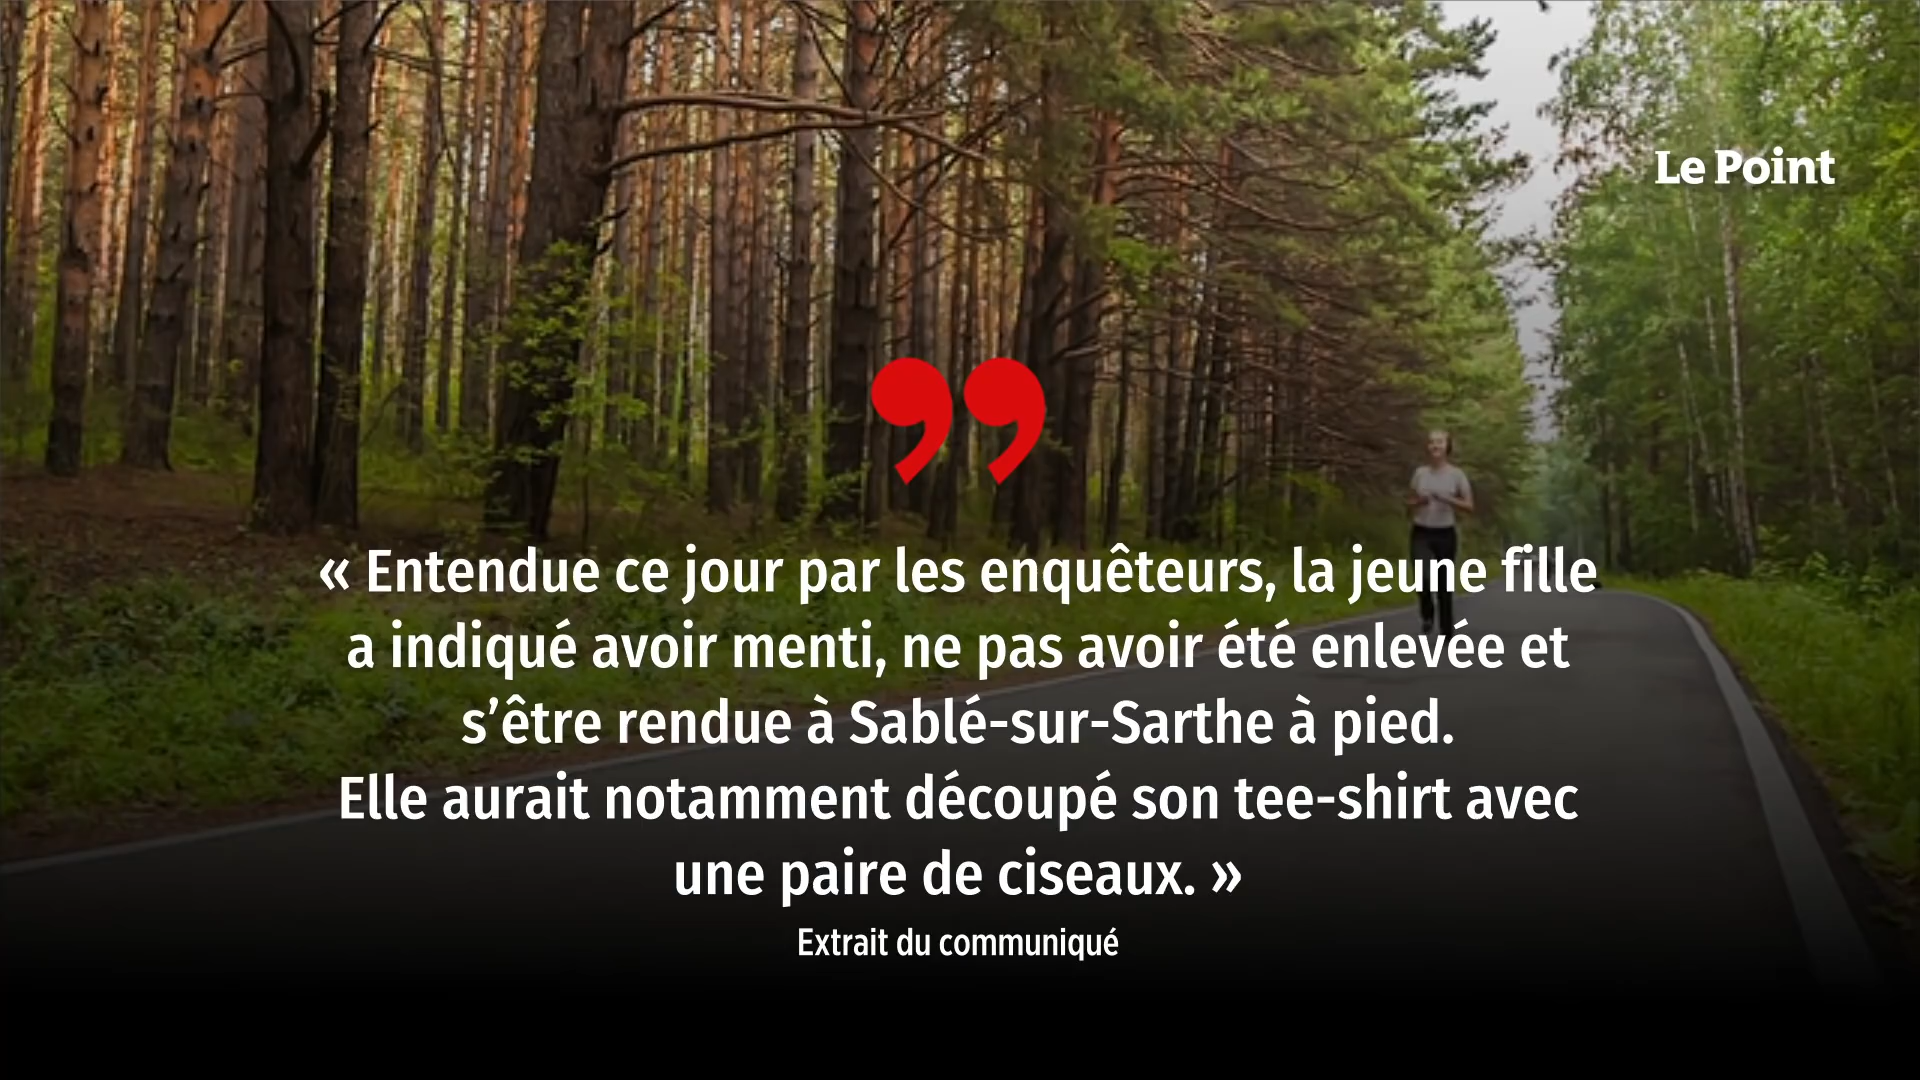 Le Point
« Entendue ce jour par les enquêteurs, la jeune fille
a indiqué avoir menti, ne pas avoir été enlevée et
s’être rendue à Sablé-sur-Sarthe à pied.
Elle aurait notamment découpé son tee-shirt avec
une paire de ciseaux. »
Extrait du communiqué